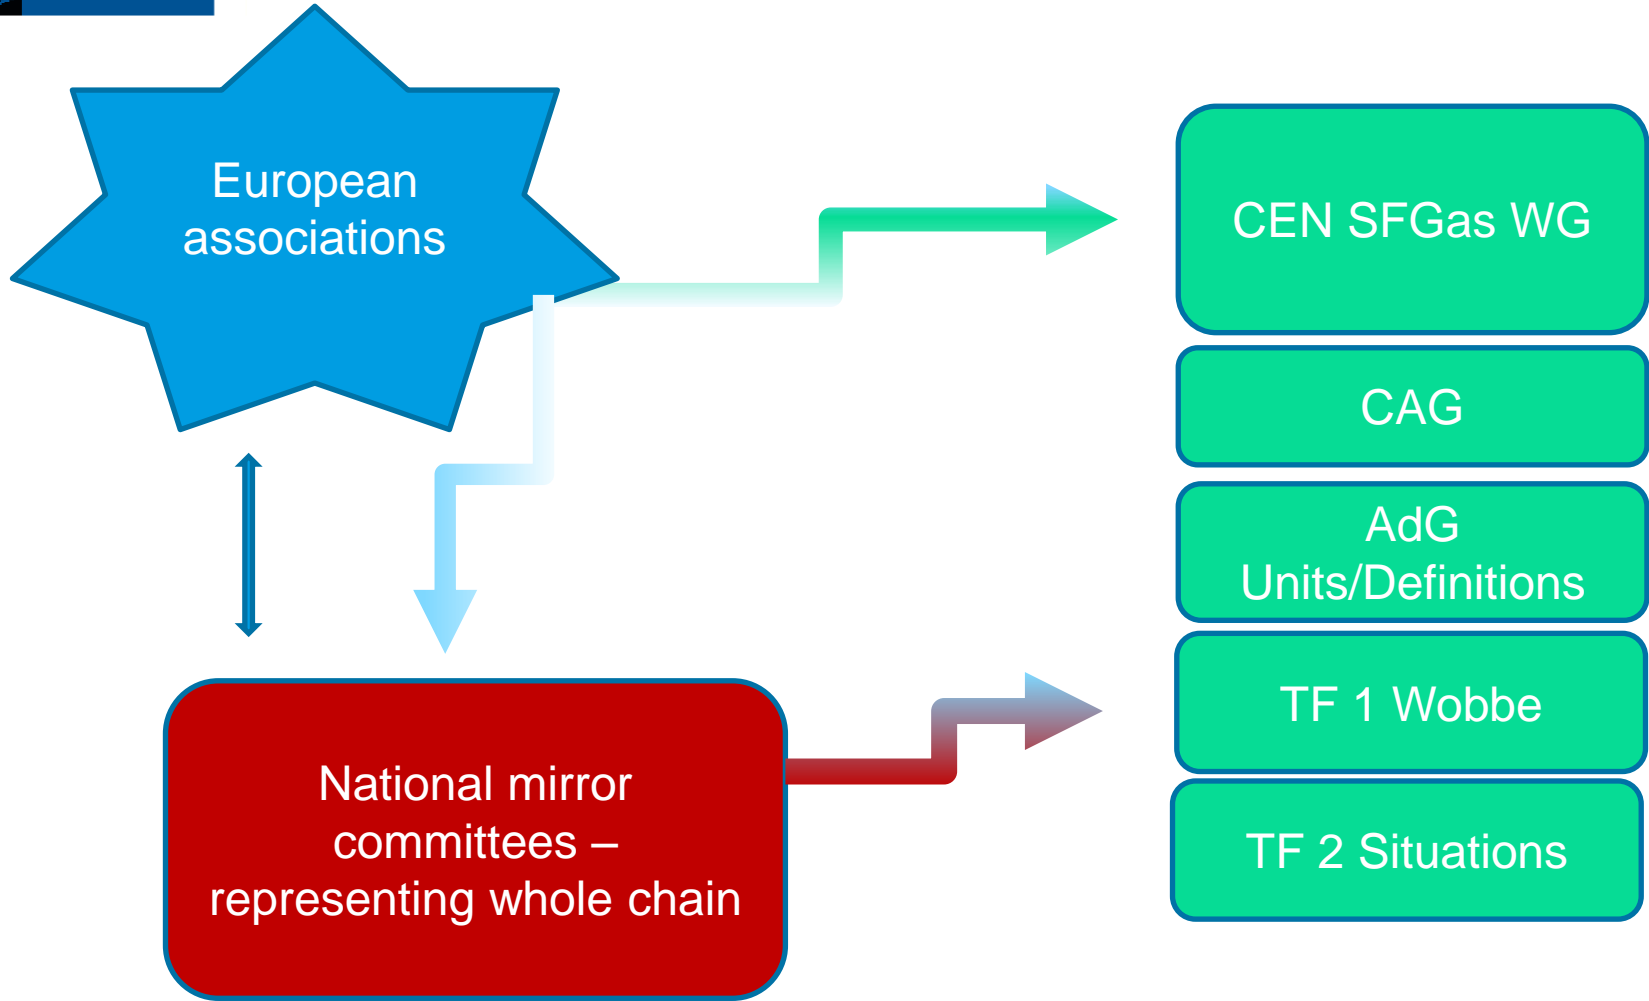 European
associations
CEN SFGas WG
CAG
AdG
Units/Definitions
TF 1 Wobbe
TF 2 Situations
National mirror
committees –
representing whole chain